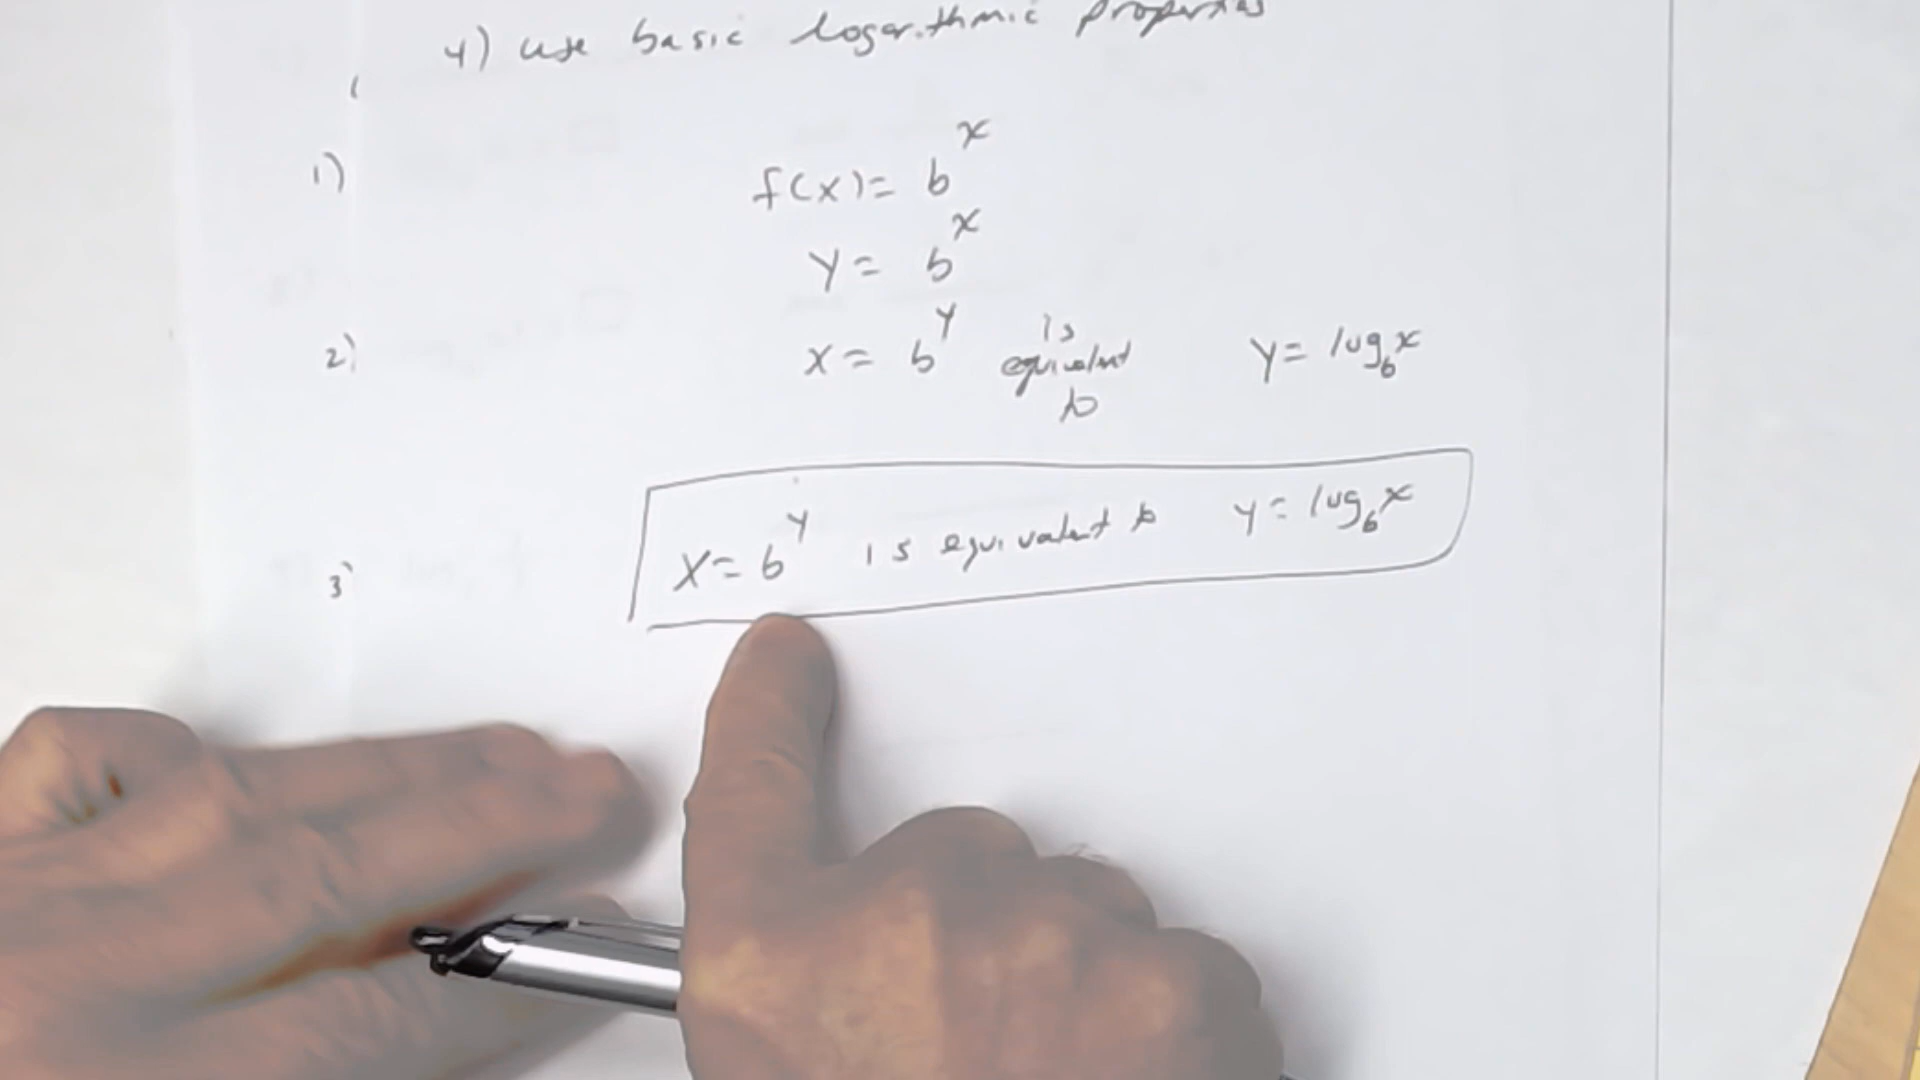 4) use basic logarithmic properties
1)
f(x) = b^x
y = b^x
2) x = b^y is equivalent to y = log_b x
3) x = b^y is equivalent to y = log_b x